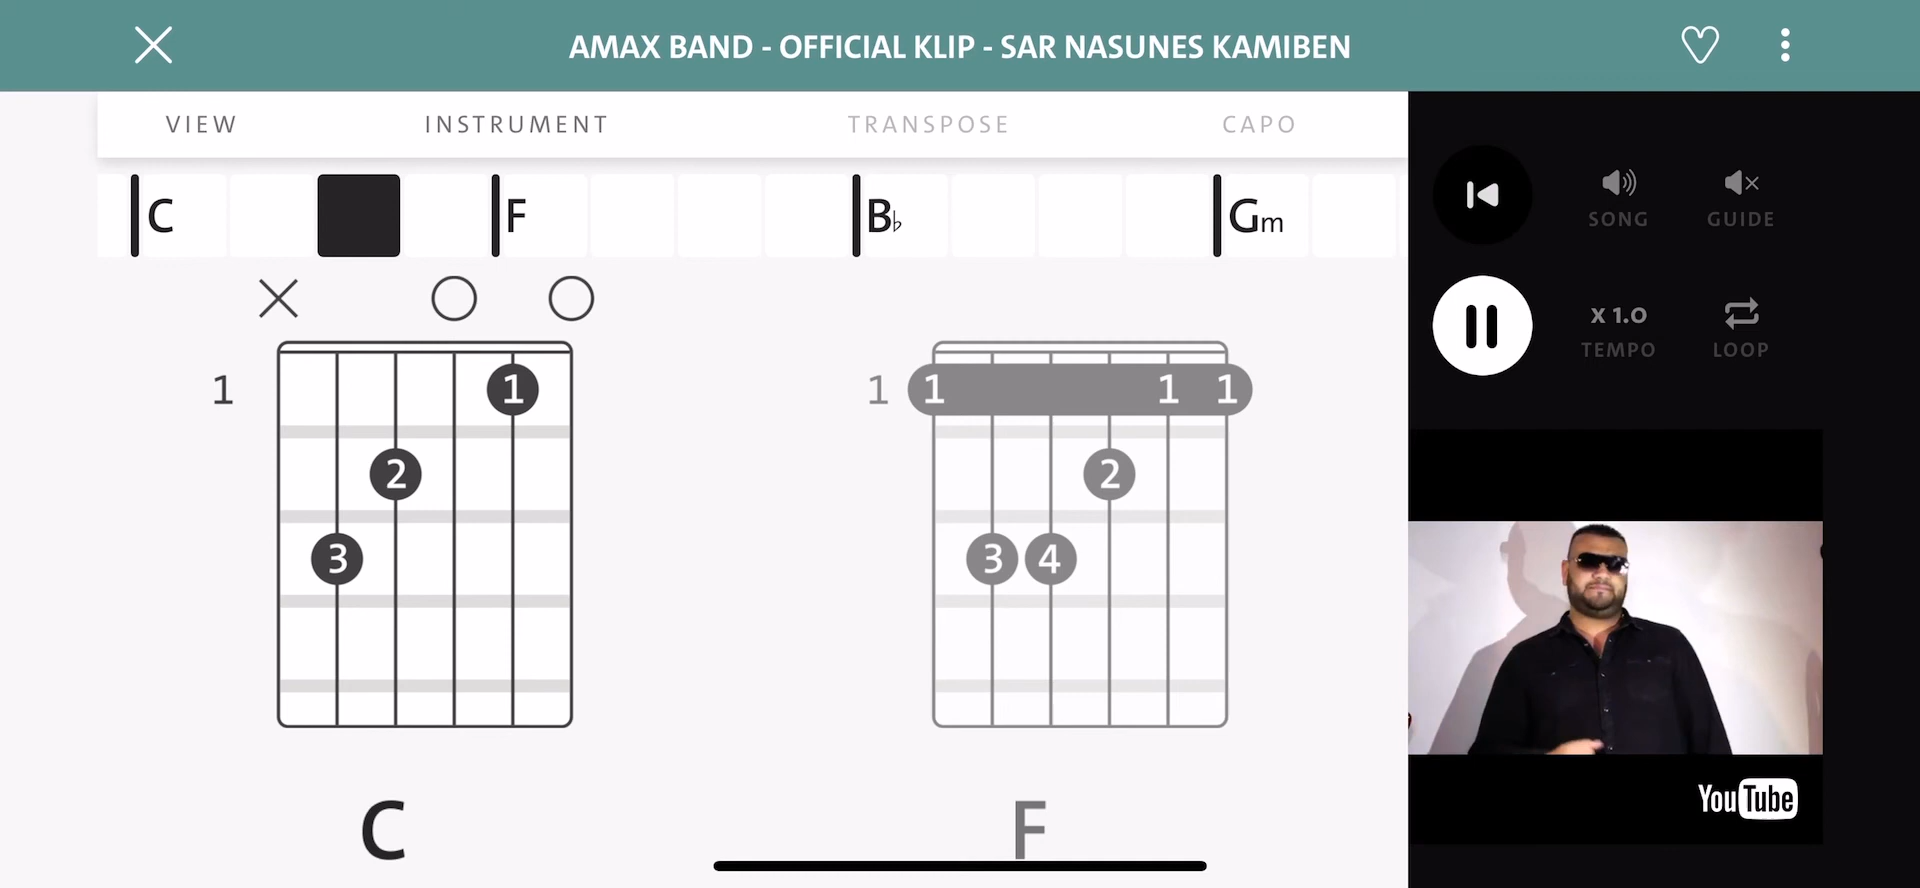 AMAX BAND - OFFICIAL KLIP - SAR NASUNES KAMIBEN
VIEW INSTRUMENT TRANSPOSE CAPO
C F B♭ Gm
SONG GUIDE
x 1.0
TEMPO LOOP
1 1
2
3
1 1 1 1
2
3 4
C F
YouTube